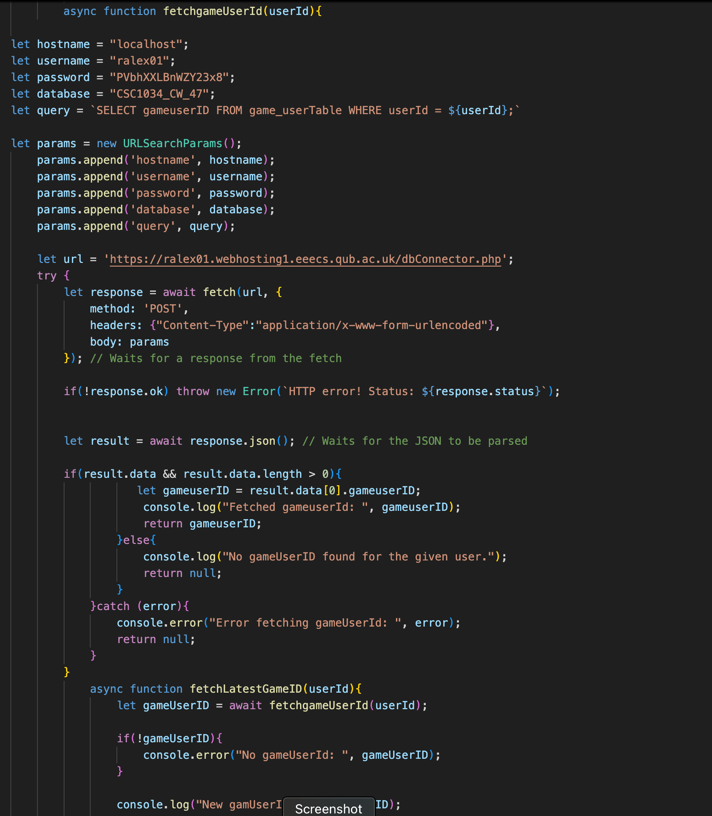 async function fetchgameUserId(userId){
let hostname = "localhost";
let username = "ralex01";
let password = "PVbhXXLBnWZY23x8";
let database = "CSC1034_CW_47";
let query = `SELECT gameuserID FROM game_userTable WHERE userId = ${userId};`
let params = new URLSearchParams();
params.append('hostname', hostname);
params.append('username', username);
params.append('password', password);
params.append('database', database);
params.append('query', query);
let url = 'https://ralex01.webhosting1.eeecs.qub.ac.uk/dbConnector.php';
try {
let response = await fetch(url, {
method: 'POST',
headers: {"Content-Type":"application/x-www-form-urlencoded"},
body: params
}); // Waits for a response from the fetch
if(!response.ok) throw new Error(`HTTP error! Status: ${response.status}`);
let result = await response.json(); // Waits for the JSON to be parsed
if(result.data && result.data.length > 0){
let gameuserID = result.data[0].gameuserID;
console.log("Fetched gameuserId: ", gameuserID);
return gameuserID;
}else{
console.log("No gameUserID found for the given user.");
return null;
}
}catch (error){
console.error("Error fetching gameUserId: ", error);
return null;
}
}
async function fetchLatestGameID(userId){
let gameUserID = await fetchgameUserId(userId);
if(!gameUserID){
console.error("No gameUserId: ", gameUserID);
}
console.log("New gamUserI ID);
Screenshot